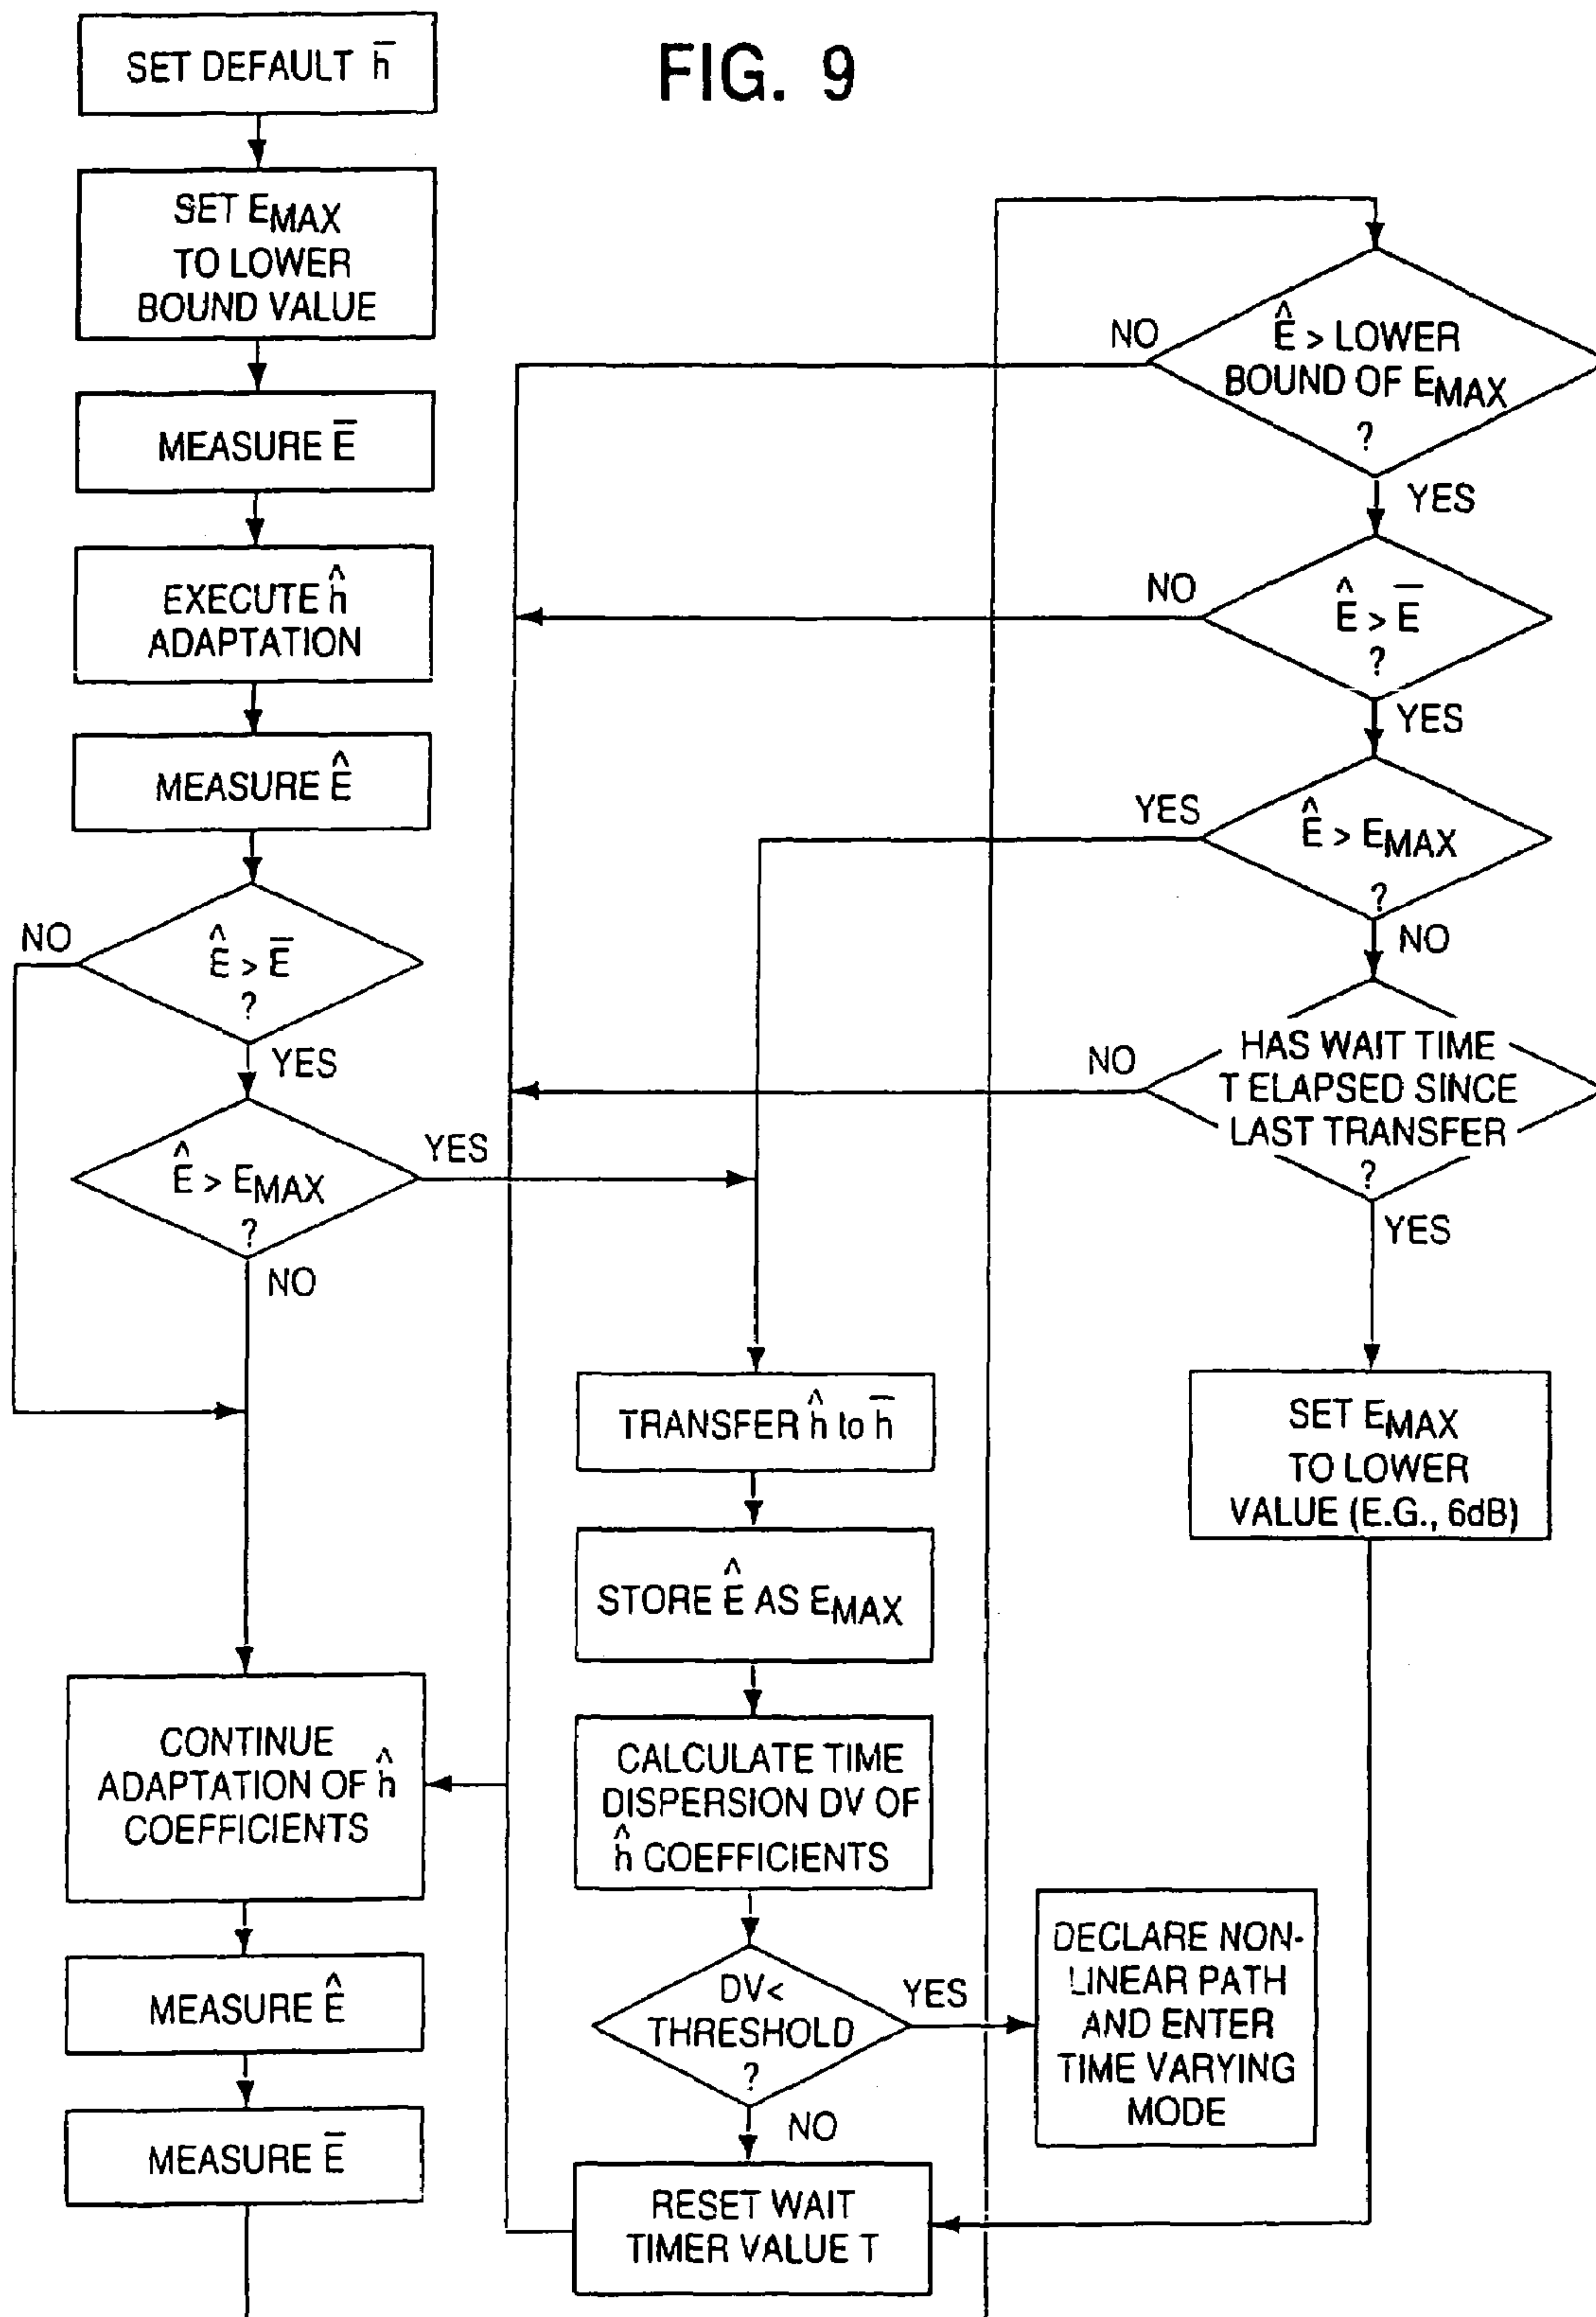 FIG. 9
SET DEFAULT h̅
SET EMAX
TO LOWER
BOUND VALUE
MEASURE E̅
EXECUTE ĥ
ADAPTATION
MEASURE Ê
Ê > E̅
?
NO
YES
Ê > EMAX
?
YES
NO
CONTINUE
ADAPTATION OF ĥ
COEFFICIENTS
MEASURE Ê
MEASURE E̅
TRANSFER ĥ to h̅
STORE Ê AS EMAX
CALCULATE TIME
DISPERSION DV OF
ĥ COEFFICIENTS
DV<
THRESHOLD
?
YES
NO
RESET WAIT
TIMER VALUE T
DECLARE NON-
LINEAR PATH
AND ENTER
TIME VARYING
MODE
Ê > LOWER
BOUND OF EMAX
?
NO
YES
Ê > E̅
?
NO
YES
Ê > EMAX
?
YES
NO
HAS WAIT TIME
T ELAPSED SINCE
LAST TRANSFER
?
NO
YES
SET EMAX
TO LOWER
VALUE (E.G., 6dB)